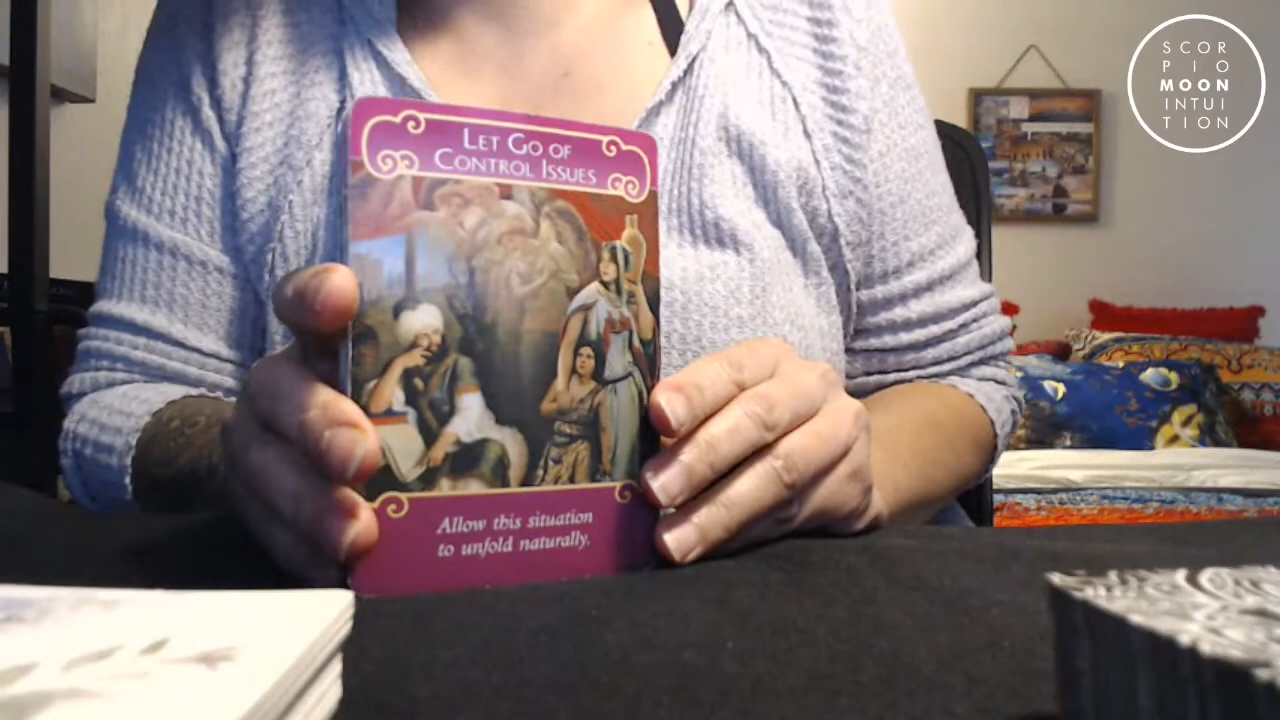 LET GO OF
CONTROL ISSUES
Allow this situation
to unfold naturally.
SCOR
PIO
MOON
INTUI
TION